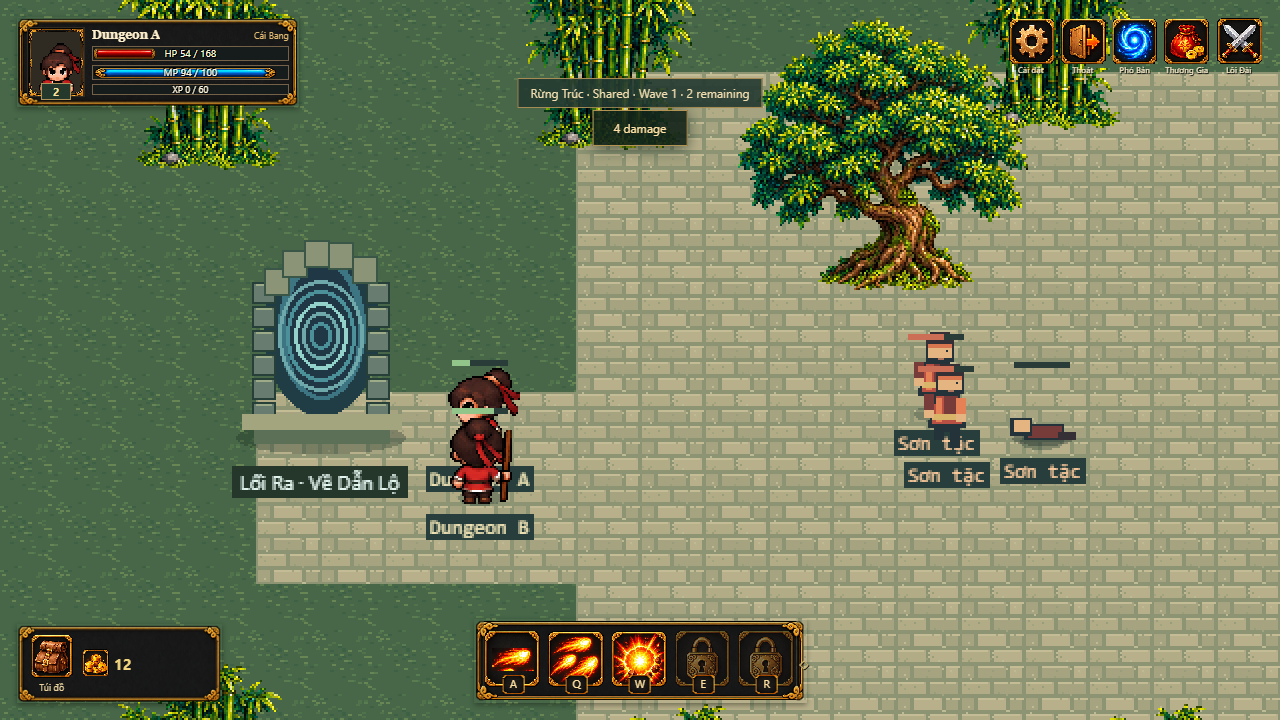 Dungeon A
Cái Bang
HP 54 / 168
MP 94 / 100
XP 0 / 60
2
Rừng Trúc · Shared · Wave 1 · 2 remaining
4 damage
Cài đặt
Thoát
Phó Bản
Thương Gia
Lôi Đài
Lối Ra - Về Dẫn Lộ
Du A
Dungeon B
Sơn tặc
Sơn tặc
Sơn tặc
Túi đồ
12
A
Q
W
E
R